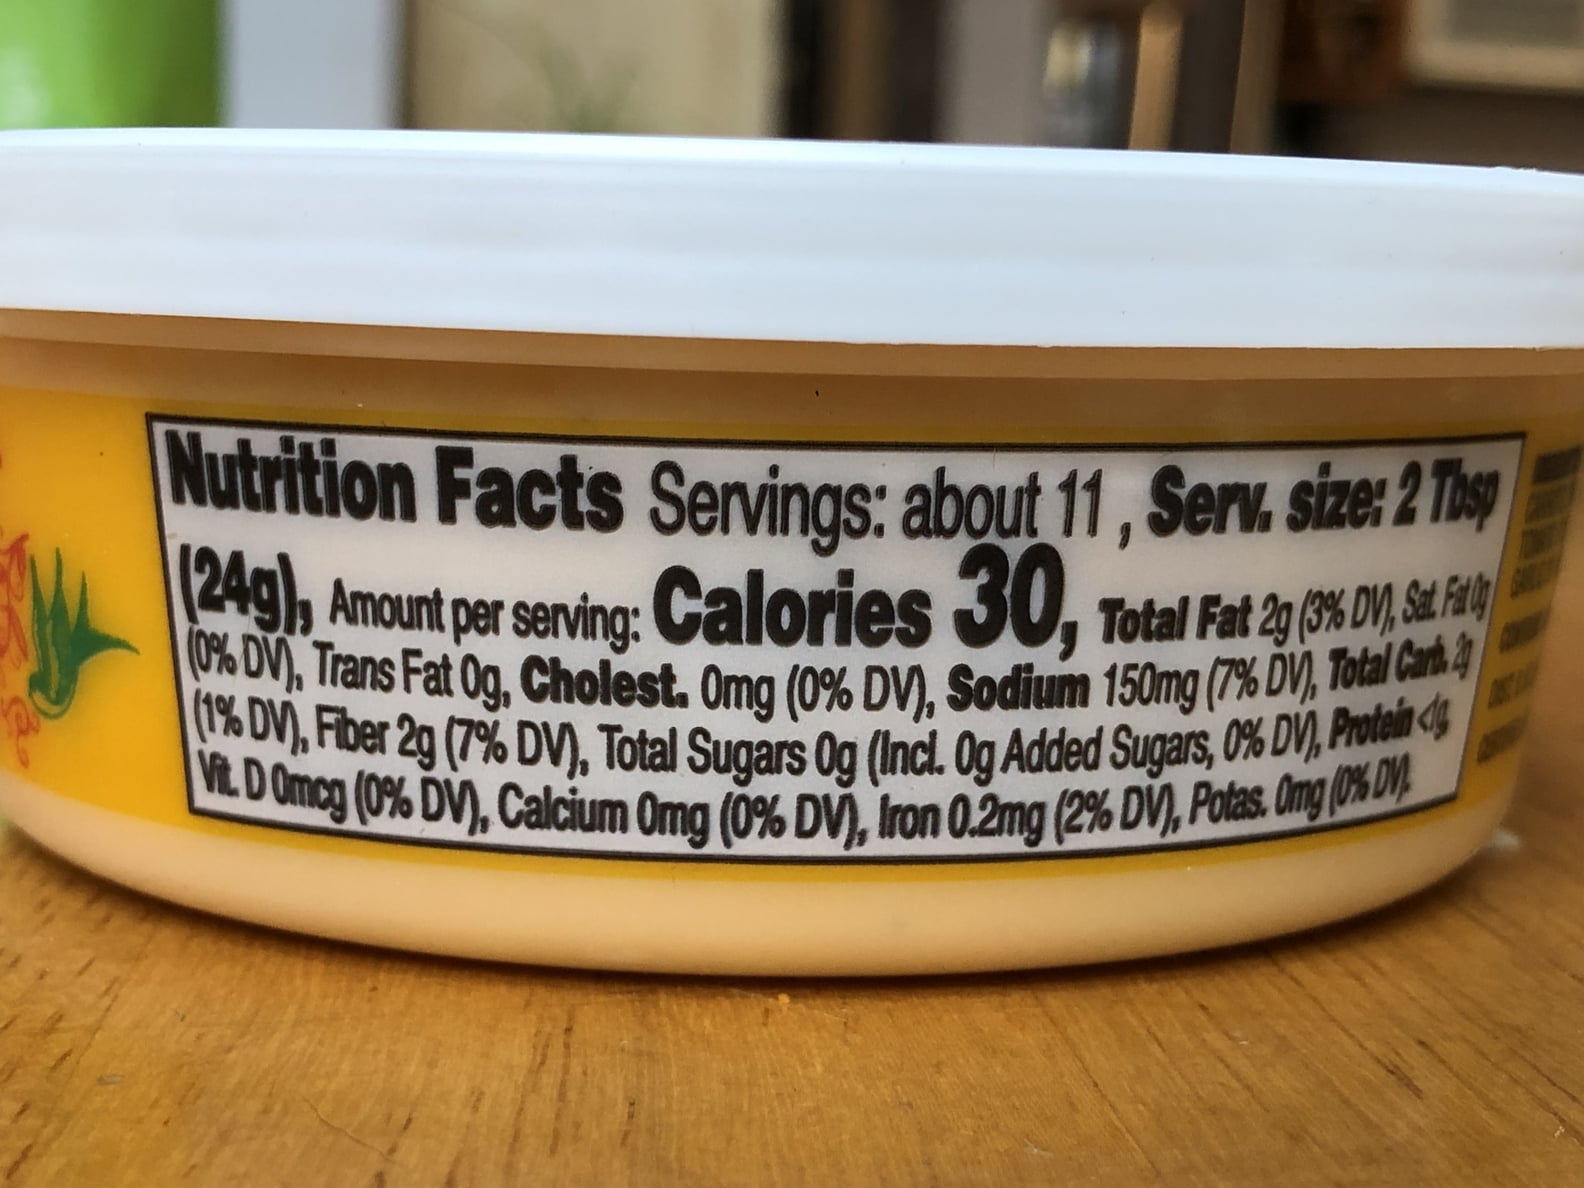 Nutrition Facts Servings: about 11 , Serv. size: 2 Tbsp
(24g), Amount per serving: Calories 30, Total Fat 2g (3% DV), Sat. Fat 0g
(0% DV), Trans Fat 0g, Cholest. 0mg (0% DV), Sodium 150mg (7% DV), Total Carb. 2g
(1% DV), Fiber 2g (7% DV), Total Sugars 0g (Incl. 0g Added Sugars, 0% DV), Protein <1g,
Vit. D 0mcg (0% DV), Calcium 0mg (0% DV), Iron 0.2mg (2% DV), Potas. 0mg (0% DV).